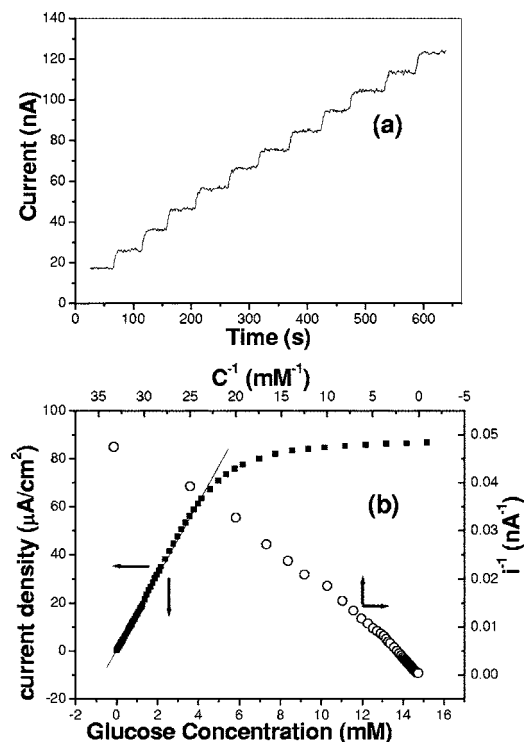 140
120
100
80
60
40
20
0
Current (nA)
(a)
100 200 300 400 500 600
Time (s)
C⁻¹ (mM⁻¹)
35 30 25 20 15 10 5 0 -5
100
80
60
40
20
0
-20
current density (µA/cm²)
(b)
0.05
0.04
0.03
0.02
0.01
0.00
i⁻¹ (nA⁻¹)
-2 0 2 4 6 8 10 12 14 16
Glucose Concentration (mM)